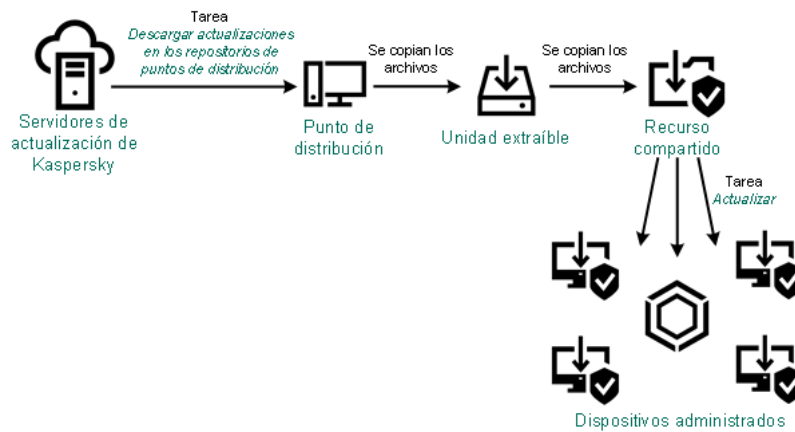 Tarea
Descargar actualizaciones
en los repositorios de
puntos de distribución
Se copian los
archivos
Se copian los
archivos
Servidores de
actualización de
Kaspersky
Punto de
distribución
Unidad extraíble
Recurso
compartido
Tarea
Actualizar
Dispositivos administrados